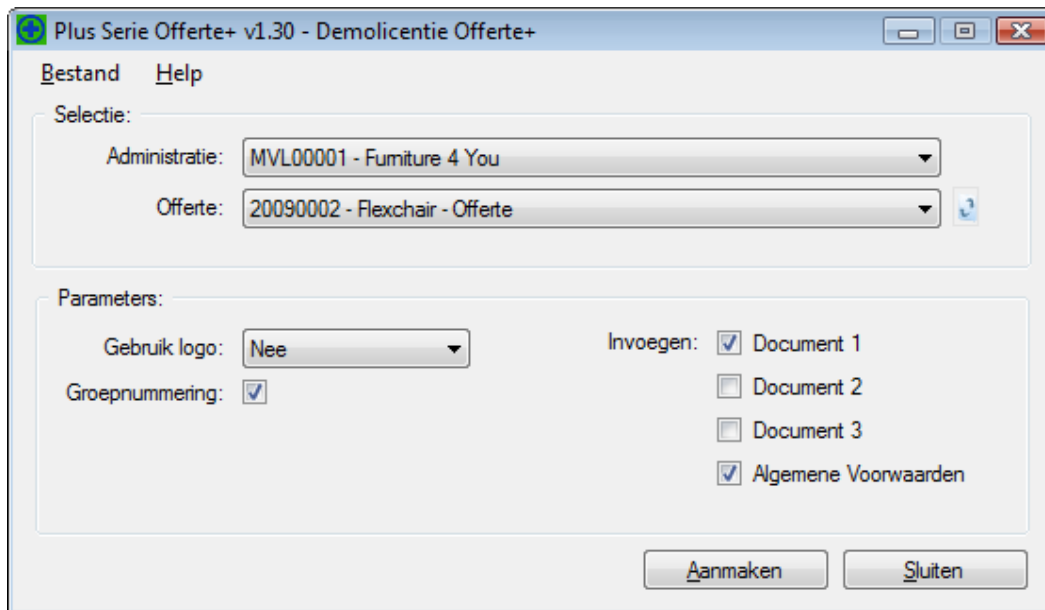 Plus Serie Offerte+ v1.30 - Demolicentie Offerte+
Bestand Help
Selectie:
Administratie: MVL00001 - Furniture 4 You
Offerte: 20090002 - Flexchair - Offerte
Parameters:
Gebruik logo: Nee Invoegen: Document 1
Groepnummering: Document 2
Document 3
Algemene Voorwaarden
Aanmaken Sluiten